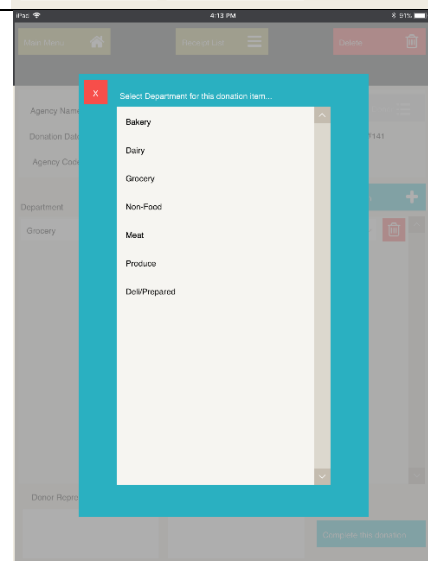 iPad
4:13 PM
91%
Main Menu
Receipt List
Delete
X
Select Department for this donation item...
Agency Name
Bakery
Donation Date
7141
Dairy
Agency Code
Grocery
Non-Food
Department
Grocery
Meat
Produce
Deli/Prepared
Donor Repre
Complete this donation